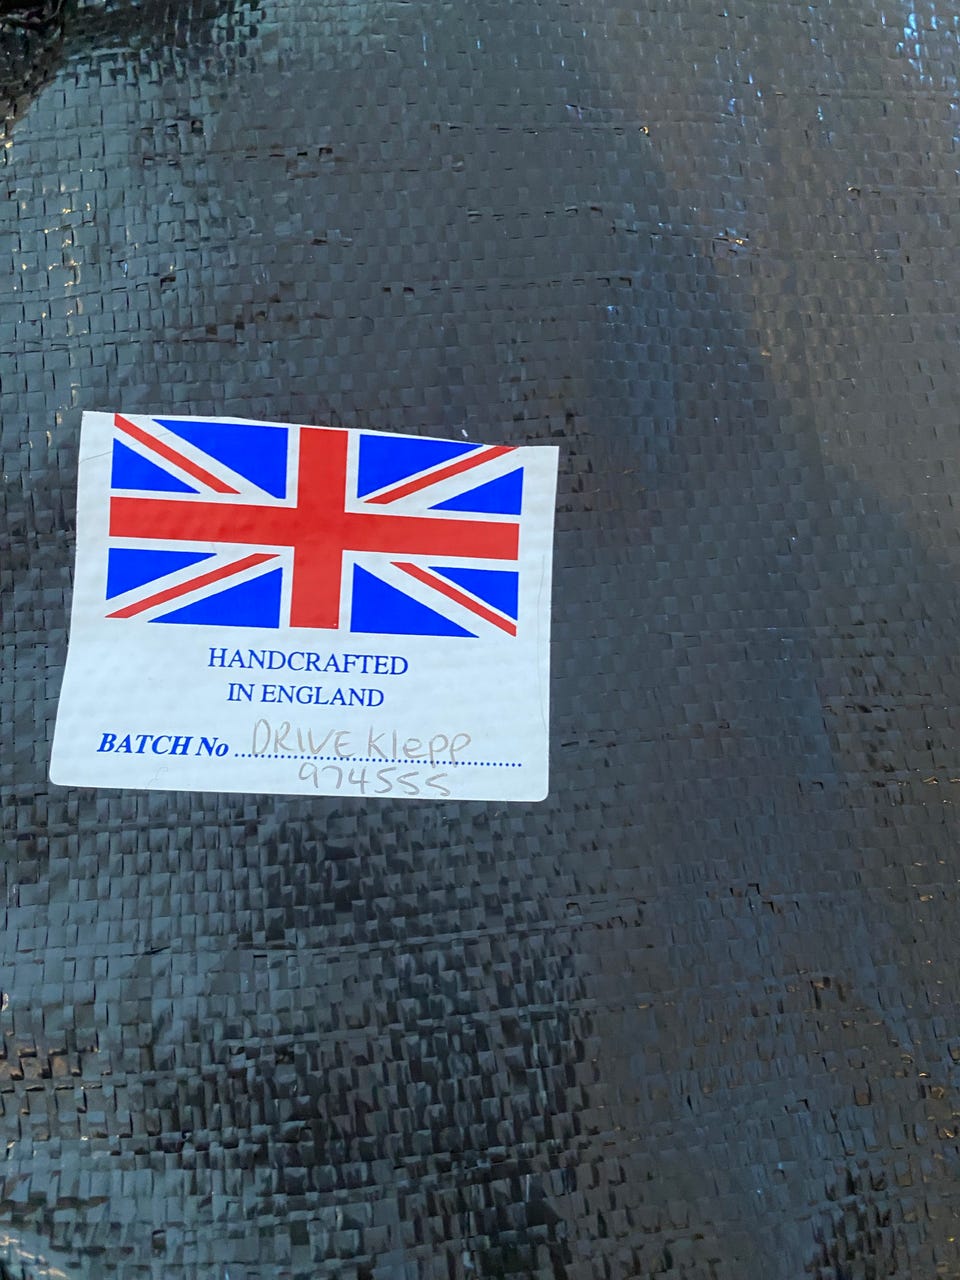 HANDCRAFTED
IN ENGLAND
BATCH No ........ DRIVE Klepp
974555